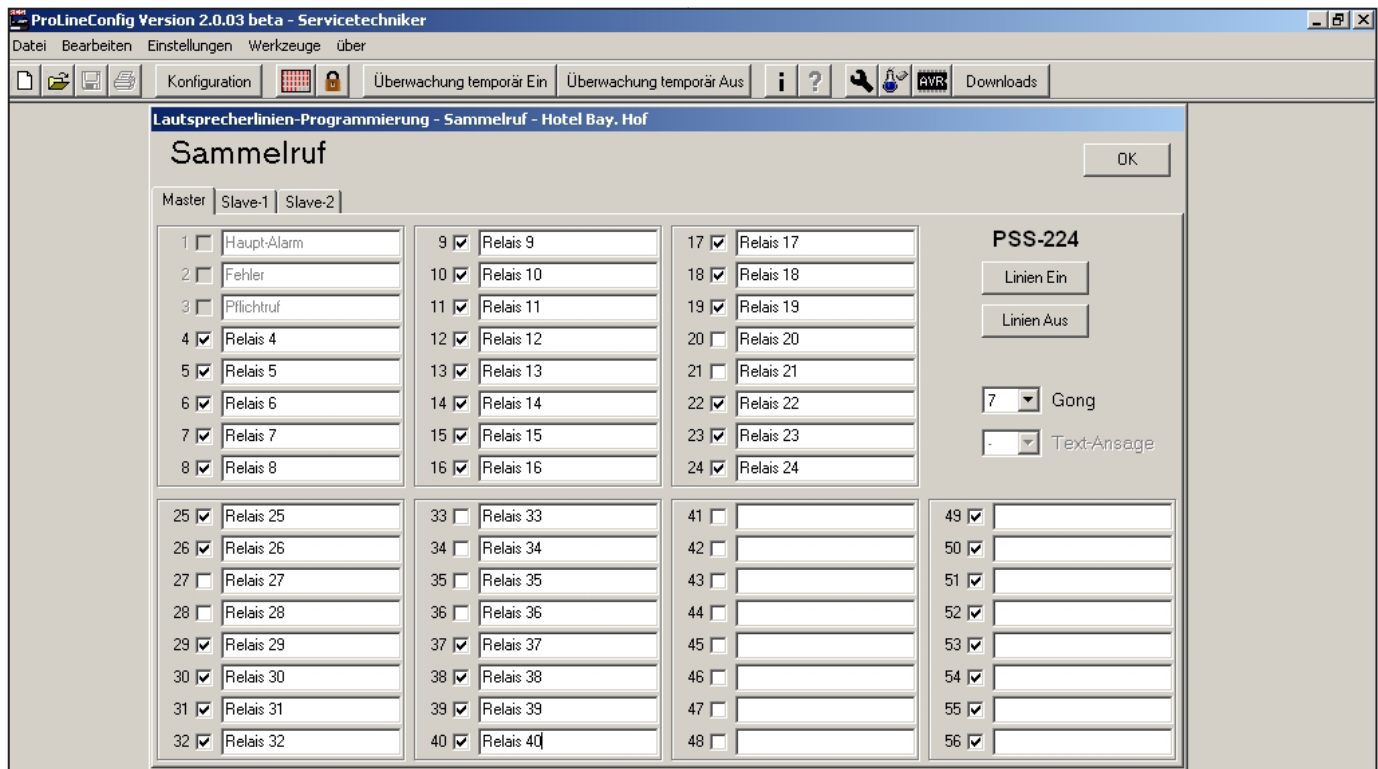 ProLineConfig Version 2.0.03 beta - Servicetechniker
Datei Bearbeiten Einstellungen Werkzeuge über
Konfiguration Überwachung temporär Ein Überwachung temporär Aus i ? AVR Downloads
Lautsprecherlinien-Programmierung - Sammelruf - Hotel Bay. Hof
Sammelruf OK
Master Slave-1 Slave-2
1 Haupt-Alarm
2 Fehler
3 Pflichtruf
4 Relais 4
5 Relais 5
6 Relais 6
7 Relais 7
8 Relais 8
9 Relais 9
10 Relais 10
11 Relais 11
12 Relais 12
13 Relais 13
14 Relais 14
15 Relais 15
16 Relais 16
17 Relais 17
18 Relais 18
19 Relais 19
20 Relais 20
21 Relais 21
22 Relais 22
23 Relais 23
24 Relais 24
PSS-224
Linien Ein
Linien Aus
7 Gong
- Text-Ansage
25 Relais 25
26 Relais 26
27 Relais 27
28 Relais 28
29 Relais 29
30 Relais 30
31 Relais 31
32 Relais 32
33 Relais 33
34 Relais 34
35 Relais 35
36 Relais 36
37 Relais 37
38 Relais 38
39 Relais 39
40 Relais 40
41
42
43
44
45
46
47
48
49
50
51
52
53
54
55
56